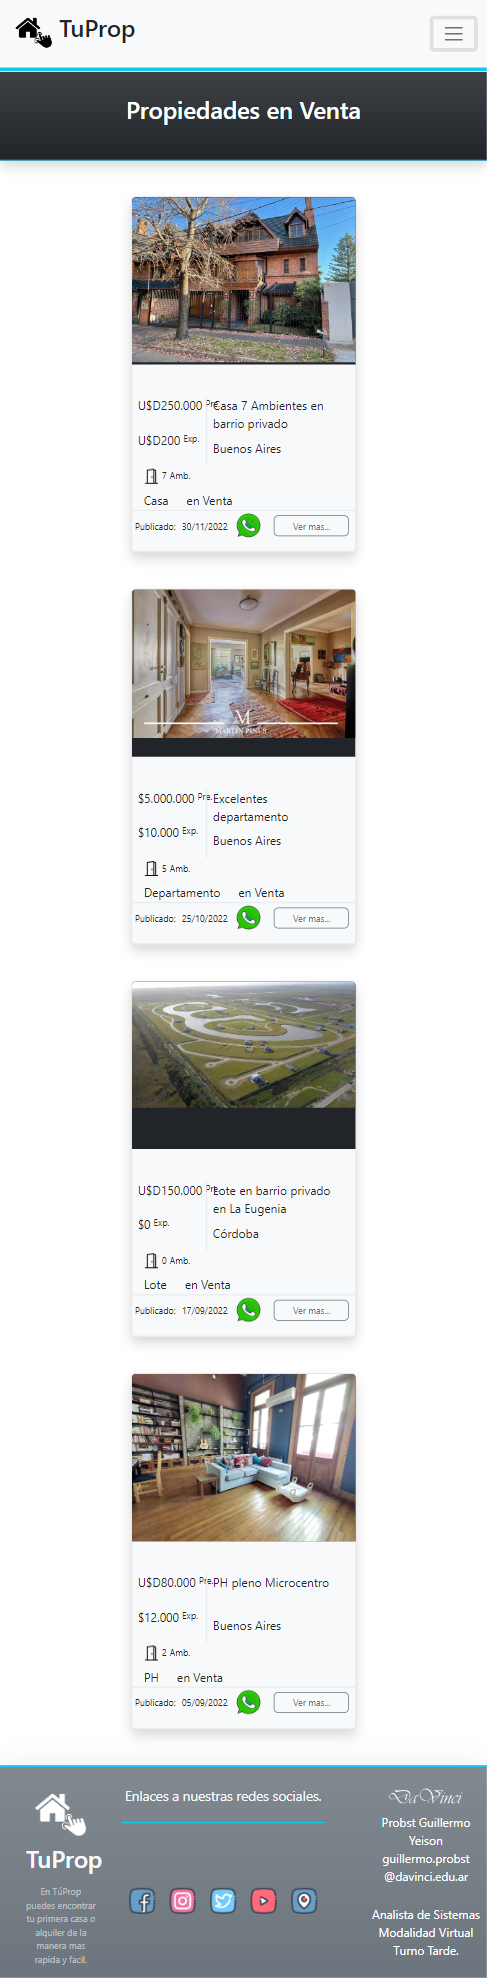 TuProp
Propiedades en Venta
U$D250.000 Pre.
Casa 7 Ambientes en
barrio privado
U$D200 Exp.
Buenos Aires
7 Amb.
Casa en Venta
Publicado: 30/11/2022 Ver mas...
M
MARTIN PINUS
$5.000.000 Pre.
Excelentes
departamento
$10.000 Exp.
Buenos Aires
5 Amb.
Departamento en Venta
Publicado: 25/10/2022 Ver mas...
U$D150.000 Pre.
Lote en barrio privado
en La Eugenia
$0 Exp.
Córdoba
0 Amb.
Lote en Venta
Publicado: 17/09/2022 Ver mas...
U$D80.000 Pre.
PH pleno Microcentro
$12.000 Exp.
Buenos Aires
2 Amb.
PH en Venta
Publicado: 05/09/2022 Ver mas...
TuProp
En TúProp
puedes encontrar
tu primera casa o
alquiler de la
manera mas
rapida y facil.
Enlaces a nuestras redes sociales.
DaVinci
Probst Guillermo
Yeison
guillermo.probst
@davinci.edu.ar
Analista de Sistemas
Modalidad Virtual
Turno Tarde.